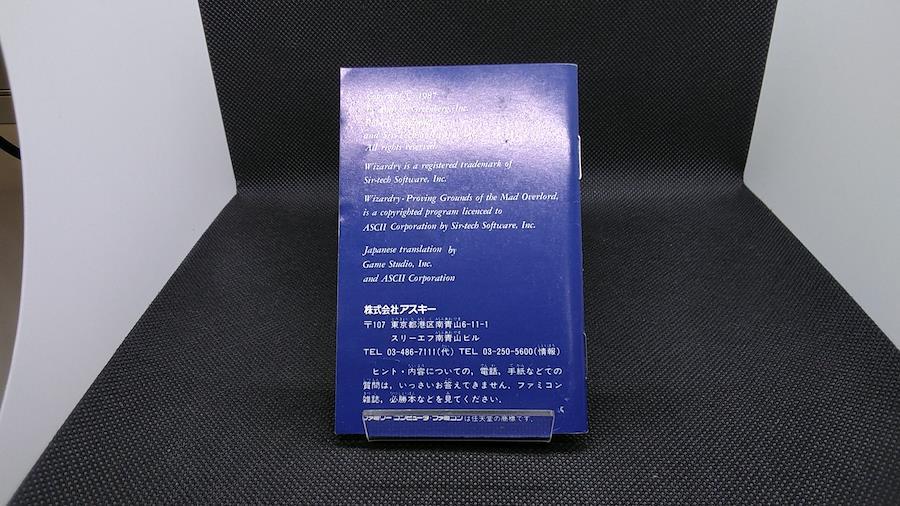 Copyright © 1987
All rights reserved.
Wizardry is a registered trademark of
Sir-tech Software, Inc.
Wizardry-Proving Grounds of the Mad Overlord,
is a copyrighted program licenced to
ASCII Corporation by Sir-tech Software, Inc.
Japanese translation by
Game Studio, Inc.
and ASCII Corporation
株式会社アスキー
〒107 東京都港区南青山6-11-1
スリーエフ南青山ビル
TEL 03-486-7111(代) TEL 03-250-5600(情報)
ヒント・内容についての，電話，手紙などでの
質問は，いっさいお答えできません．ファミコン
雑誌，必勝本などを見てください．
ファミリーコンピュータ・ファミコンは任天堂の商標です．